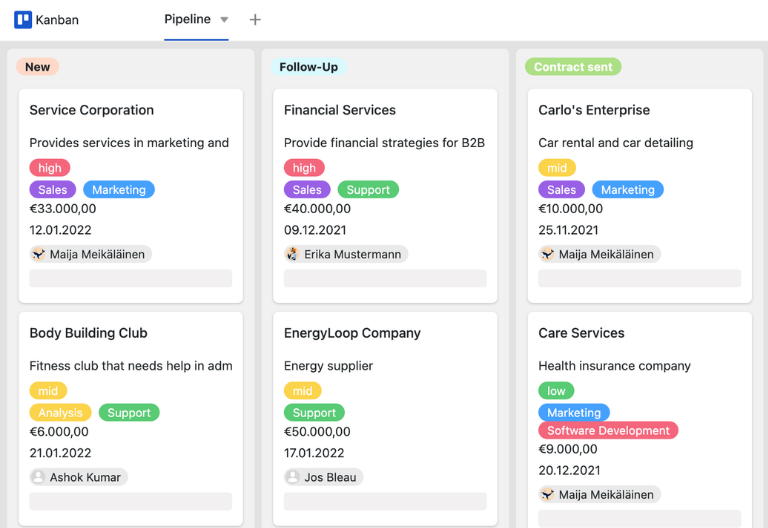 Kanban
Pipeline
New
Service Corporation
Provides services in marketing and
high
Sales Marketing
€33.000,00
12.01.2022
Maija Meikäläinen
Body Building Club
Fitness club that needs help in adm
mid
Analysis Support
€6.000,00
21.01.2022
Ashok Kumar
Follow-Up
Financial Services
Provide financial strategies for B2B
high
Sales Support
€40.000,00
09.12.2021
Erika Mustermann
EnergyLoop Company
Energy supplier
mid
Support
€50.000,00
17.01.2022
Jos Bleau
Contract sent
Carlo's Enterprise
Car rental and car detailing
mid
Sales Marketing
€10.000,00
25.11.2021
Maija Meikäläinen
Care Services
Health insurance company
low
Marketing
Software Development
€9.000,00
20.12.2021
Maija Meikäläinen